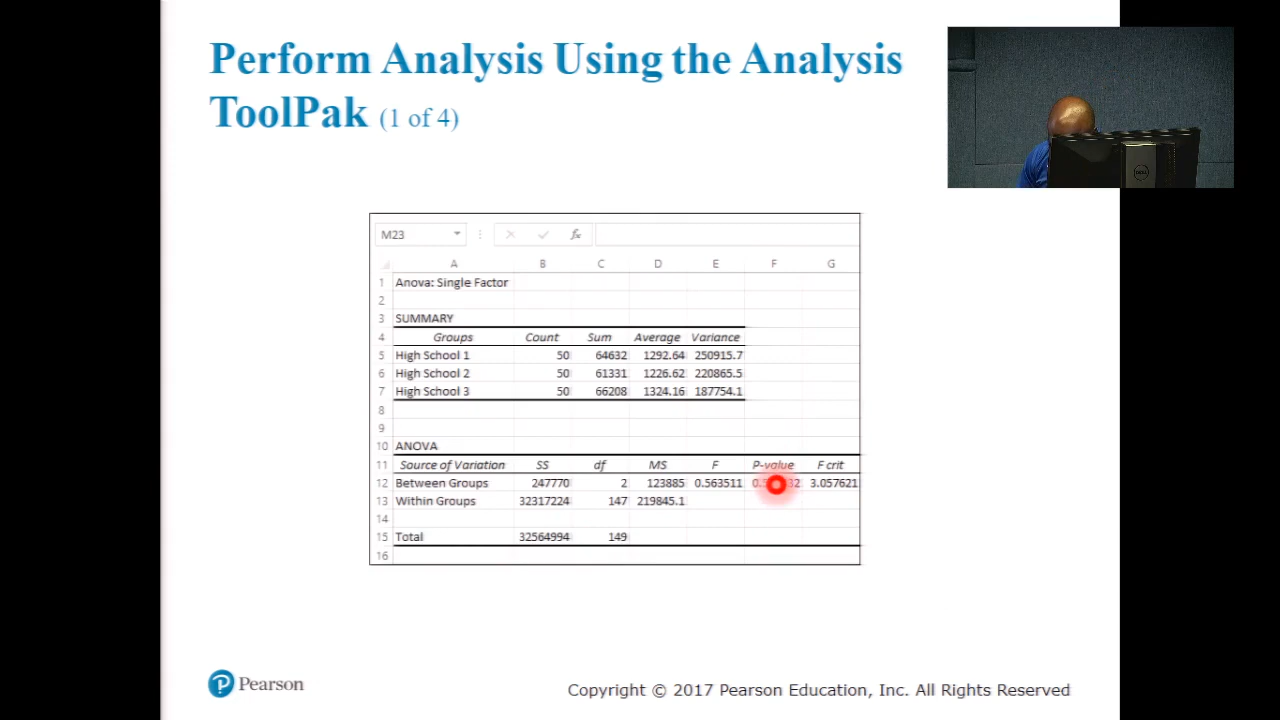 Perform Analysis Using the Analysis
ToolPak (1 of 4)
M23 fx
A B C D E F G
1 Anova: Single Factor
2
3 SUMMARY
4 Groups Count Sum Average Variance
5 High School 1 50 64632 1292.64 250915.7
6 High School 2 50 61331 1226.62 220865.5
7 High School 3 50 66208 1324.16 187754.1
8
9
10 ANOVA
11 Source of Variation SS df MS F P-value F crit
12 Between Groups 247770 2 123885 0.563511 3.057621
13 Within Groups 32317224 147 219845.1
14
15 Total 32564994 149
16
Pearson
Copyright © 2017 Pearson Education, Inc. All Rights Reserved